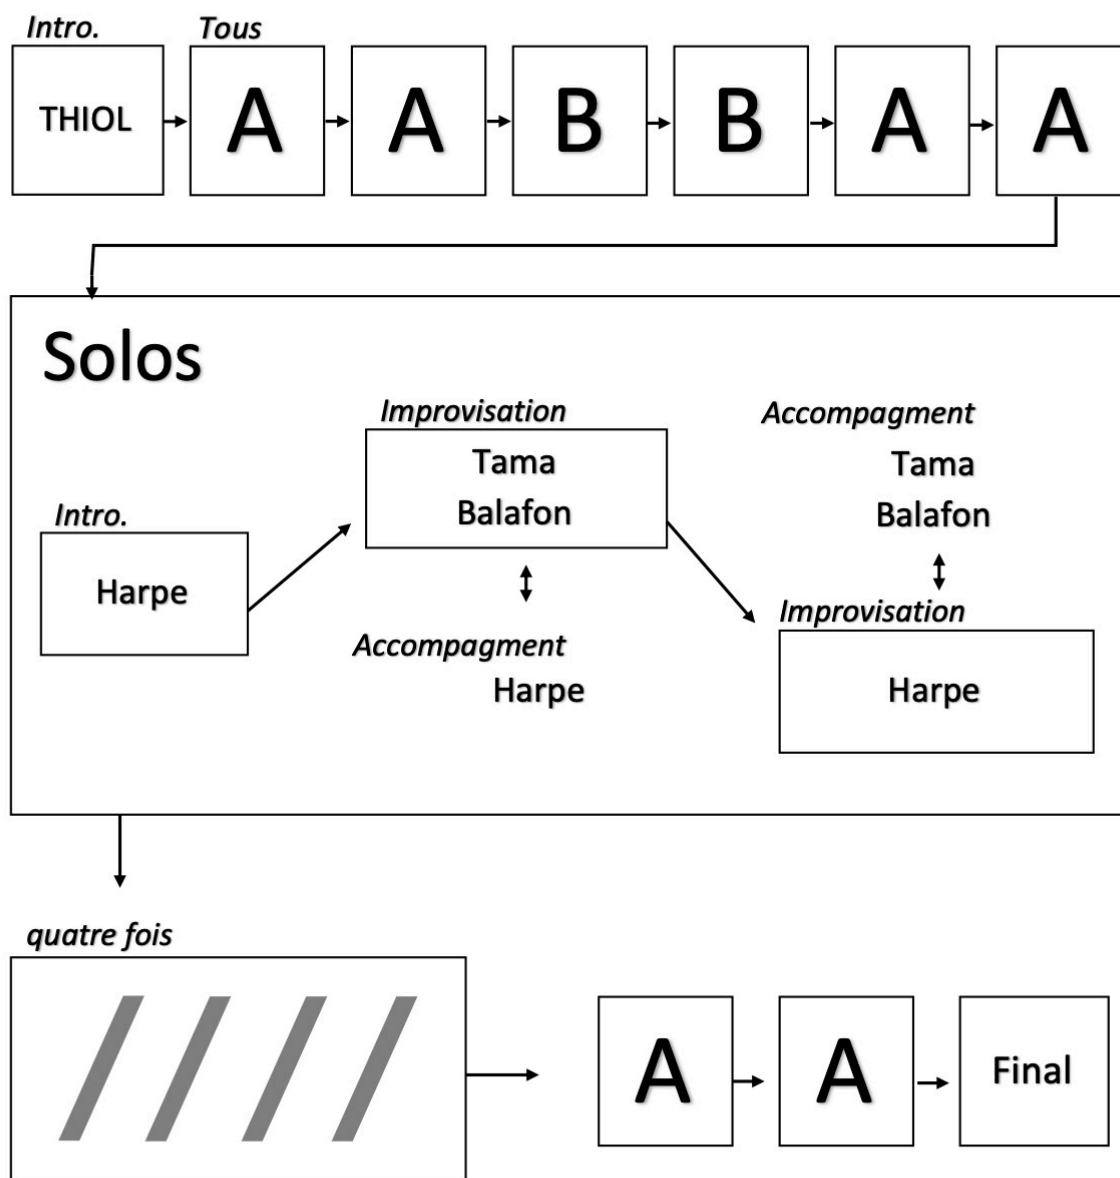 Intro.
Tous
THIOL
A
A
B
B
A
A
Solos
Intro.
Harpe
Improvisation
Tama
Balafon
Accompagment
Harpe
Accompagment
Tama
Balafon
Improvisation
Harpe
quatre fois
A
A
Final